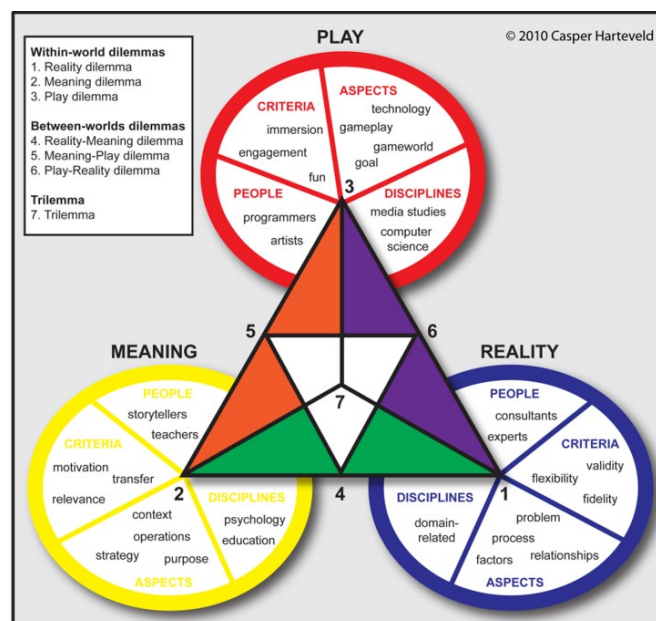 PLAY
© 2010 Casper Harteveld
Within-world dilemmas
1. Reality dilemma
2. Meaning dilemma
3. Play dilemma
Between-worlds dilemmas
4. Reality-Meaning dilemma
5. Meaning-Play dilemma
6. Play-Reality dilemma
Trilemma
7. Trilemma
CRITERIA
immersion
engagement
fun
ASPECTS
technology
gameplay
gameworld
goal
PEOPLE
programmers
artists
DISCIPLINES
media studies
computer
science
3
5
6
7
MEANING
PEOPLE
storytellers
teachers
CRITERIA
motivation
transfer
relevance
DISCIPLINES
psychology
education
context
operations
strategy
purpose
ASPECTS
2
4
1
REALITY
PEOPLE
consultants
experts
CRITERIA
validity
flexibility
fidelity
DISCIPLINES
domain-
related
problem
process
factors
relationships
ASPECTS